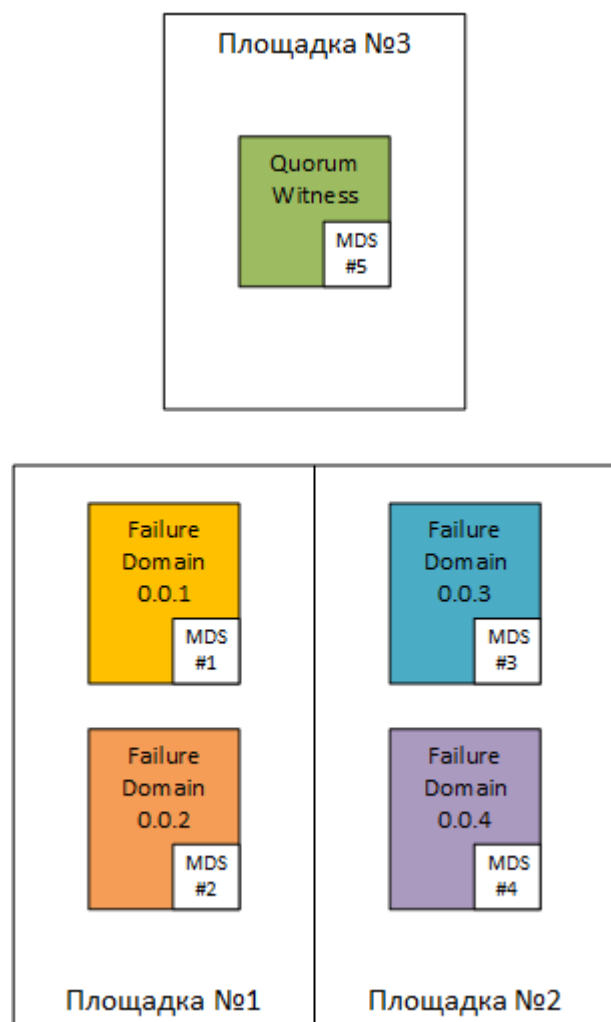 Площадка №3
Quorum
Witness
MDS
#5
Failure
Domain
0.0.1
MDS
#1
Failure
Domain
0.0.3
MDS
#3
Failure
Domain
0.0.2
MDS
#2
Failure
Domain
0.0.4
MDS
#4
Площадка №1
Площадка №2